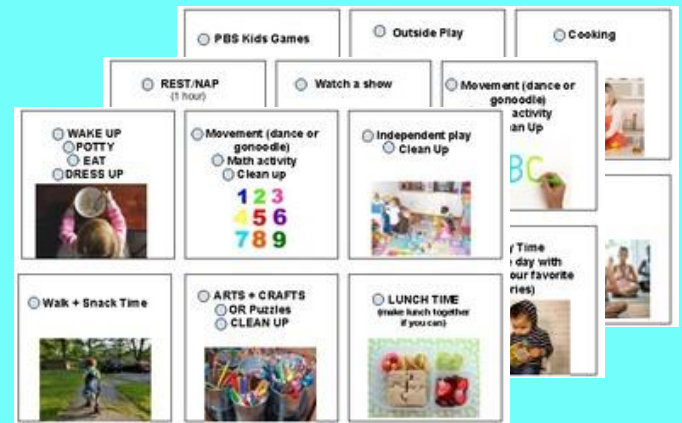 PBS Kids Games
Outside Play
Cooking
REST/NAP
(1 hour)
Watch a show
Movement (dance or
gonoodle)
activity
Up
BC
WAKE UP
POTTY
EAT
DRESS UP
Movement (dance or
gonoodle)
Math activity
Clean up
1 2 3
4 5 6
7 8 9
Independent play
Clean Up
Time
day with
our favorite
Walk + Snack Time
ARTS + CRAFTS
OR Puzzles
CLEAN UP
LUNCH TIME
(make lunch together
if you can)